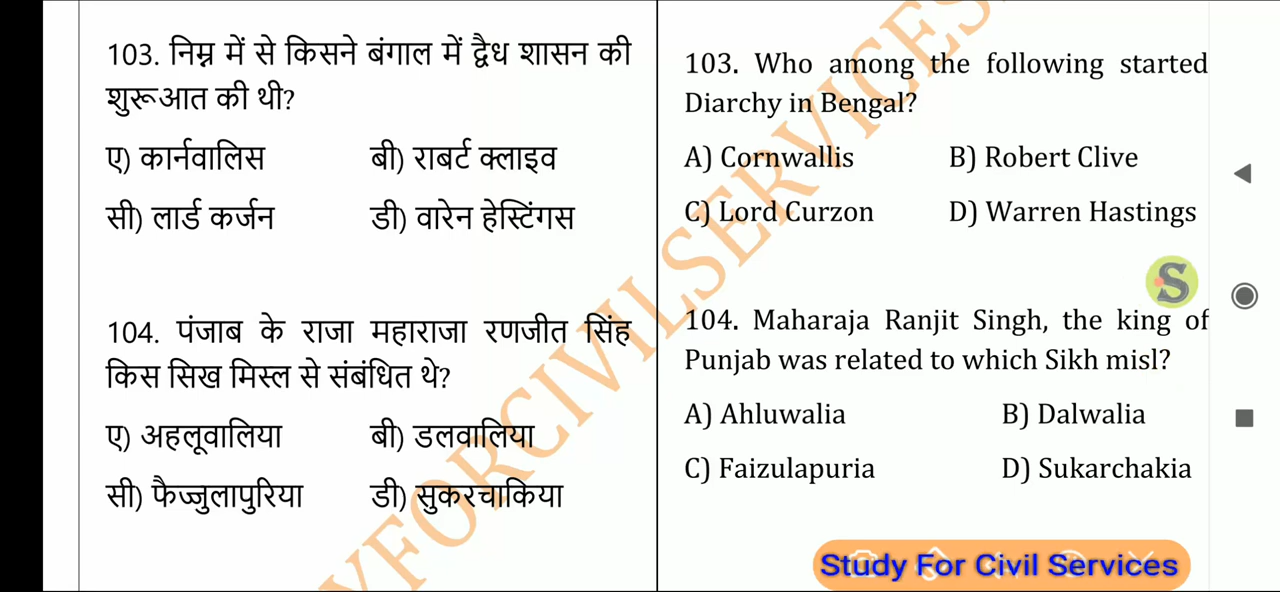 103. निम्न में से किसने बंगाल में द्वैध शासन की
शुरूआत की थी?
ए) कार्नवालिस बी) राबर्ट क्लाइव
सी) लार्ड कर्जन डी) वारेन हेस्टिंगस
104. पंजाब के राजा महाराजा रणजीत सिंह
किस सिख मिस्ल से संबंधित थे?
ए) अहलूवालिया बी) डलवालिया
सी) फैज्जुलापुरिया डी) सुकरचाकिया
103. Who among the following started
Diarchy in Bengal?
A) Cornwallis B) Robert Clive
C) Lord Curzon D) Warren Hastings
104. Maharaja Ranjit Singh, the king of
Punjab was related to which Sikh misl?
A) Ahluwalia B) Dalwalia
C) Faizulapuria D) Sukarchakia
YFORCIVILSERVICES
S
Study For Civil Services